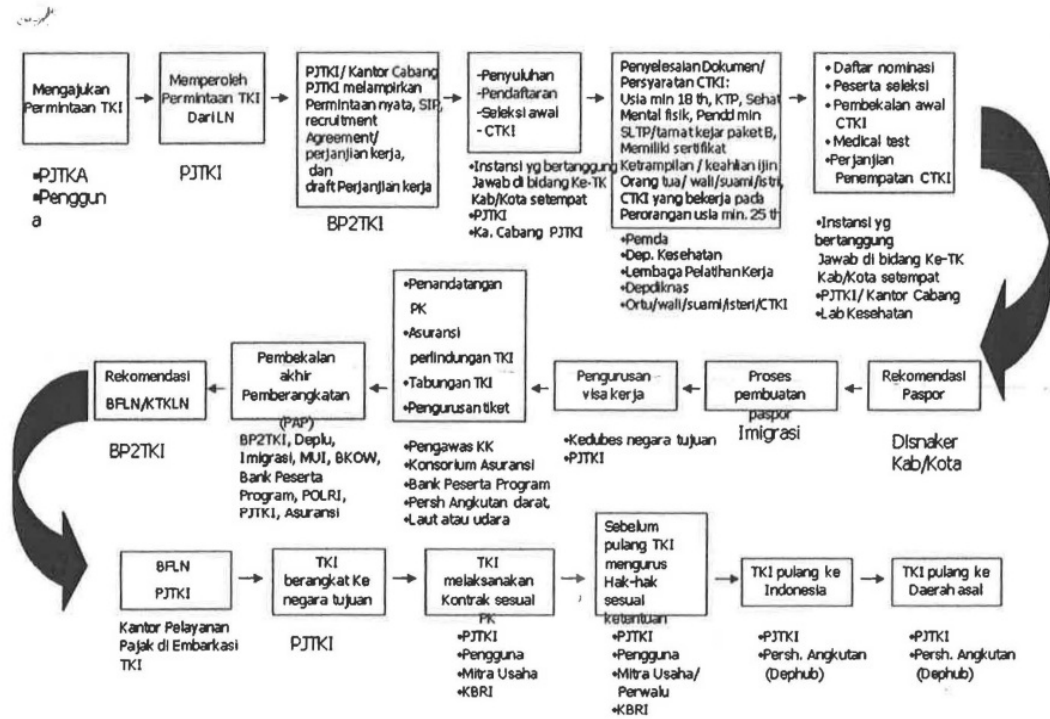 Mengajukan
Permintaan TKI
•PJTKA
•Penggun
a
Memperoleh
Permintaan TKI
Dari LN
PJTKI
PJTKI/ Kantor Cabang
PJTKI melampirkan
Permintaan nyata, SIP,
recruitment
Agreement/
perjanjian kerja,
dan
draft Perjanjian kerja
BP2TKI
-Penyuluhan
-Pendaftaran
-Seleksi awal
- CTKI
•Instansi yg bertanggung
Jawab di bidang Ke-TK
Kab/Kota setempat
•PJTKI
•Ka. Cabang PJTKI
Penyelesaian Dokumen/
Persyaratan CTKI:
Usia min 18 th, KTP, Sehat
Mental fisik, Pendd min
SLTP/tamat kejar paket B,
Memiliki sertifikat
Ketrampilan / keahlian ijin
Orang tua/ wali/suami/istri,
CTKI yang bekerja pada
Perorangan usia min. 25 th
•Pemda
•Dep. Kesehatan
•Lembaga Pelatihan Kerja
•Depdiknas
•Ortu/wali/suami/isteri/CTKI
• Daftar nominasi
• Peserta seleksi
• Pembekalan awal
CTKI
• Medical test
• Perjanjian
Penempatan CTKI
•Instansi yg
bertanggung
Jawab di bidang Ke-TK
Kab/Kota setempat
•PJTKI/ Kantor Cabang
•Lab Kesehatan
Rekomendasi
Paspor
Disnaker
Kab/Kota
Proses
pembuatan
paspor
Imigrasi
Pengurusan
visa kerja
•Kedubes negara tujuan
•PJTKI
•Penandatangan
PK
•Asuransi
perlindungan TKI
•Tabungan TKI
•Pengurusan tiket
•Pengawas KK
•Konsorium Asuransi
•Bank Peserta Program
•Persh Angkutan darat,
•Laut atau udara
Pembekalan
akhir
Pemberangkatan
(PAP)
BP2TKI, Deplu,
Imigrasi, MUI, BKOW,
Bank Peserta
Program, POLRI,
PJTKI, Asuransi
Rekomendasi
BFLN/KTKLN
BP2TKI
BFLN
PJTKI
Kantor Pelayanan
Pajak di Embarkasi
TKI
TKI
berangkat Ke
negara tujuan
PJTKI
TKI
melaksanakan
Kontrak sesuai
PK
•PJTKI
•Pengguna
•Mitra Usaha
•KBRI
Sebelum
pulang TKI
mengurus
Hak-hak
sesuai
ketentuan
•PJTKI
•Pengguna
•Mitra Usaha/
Perwalu
•KBRI
TKI pulang ke
Indonesia
•PJTKI
•Persh. Angkutan
(Dephub)
TKI pulang ke
Daerah asal
•PJTKI
•Persh. Angkutan
(Dephub)